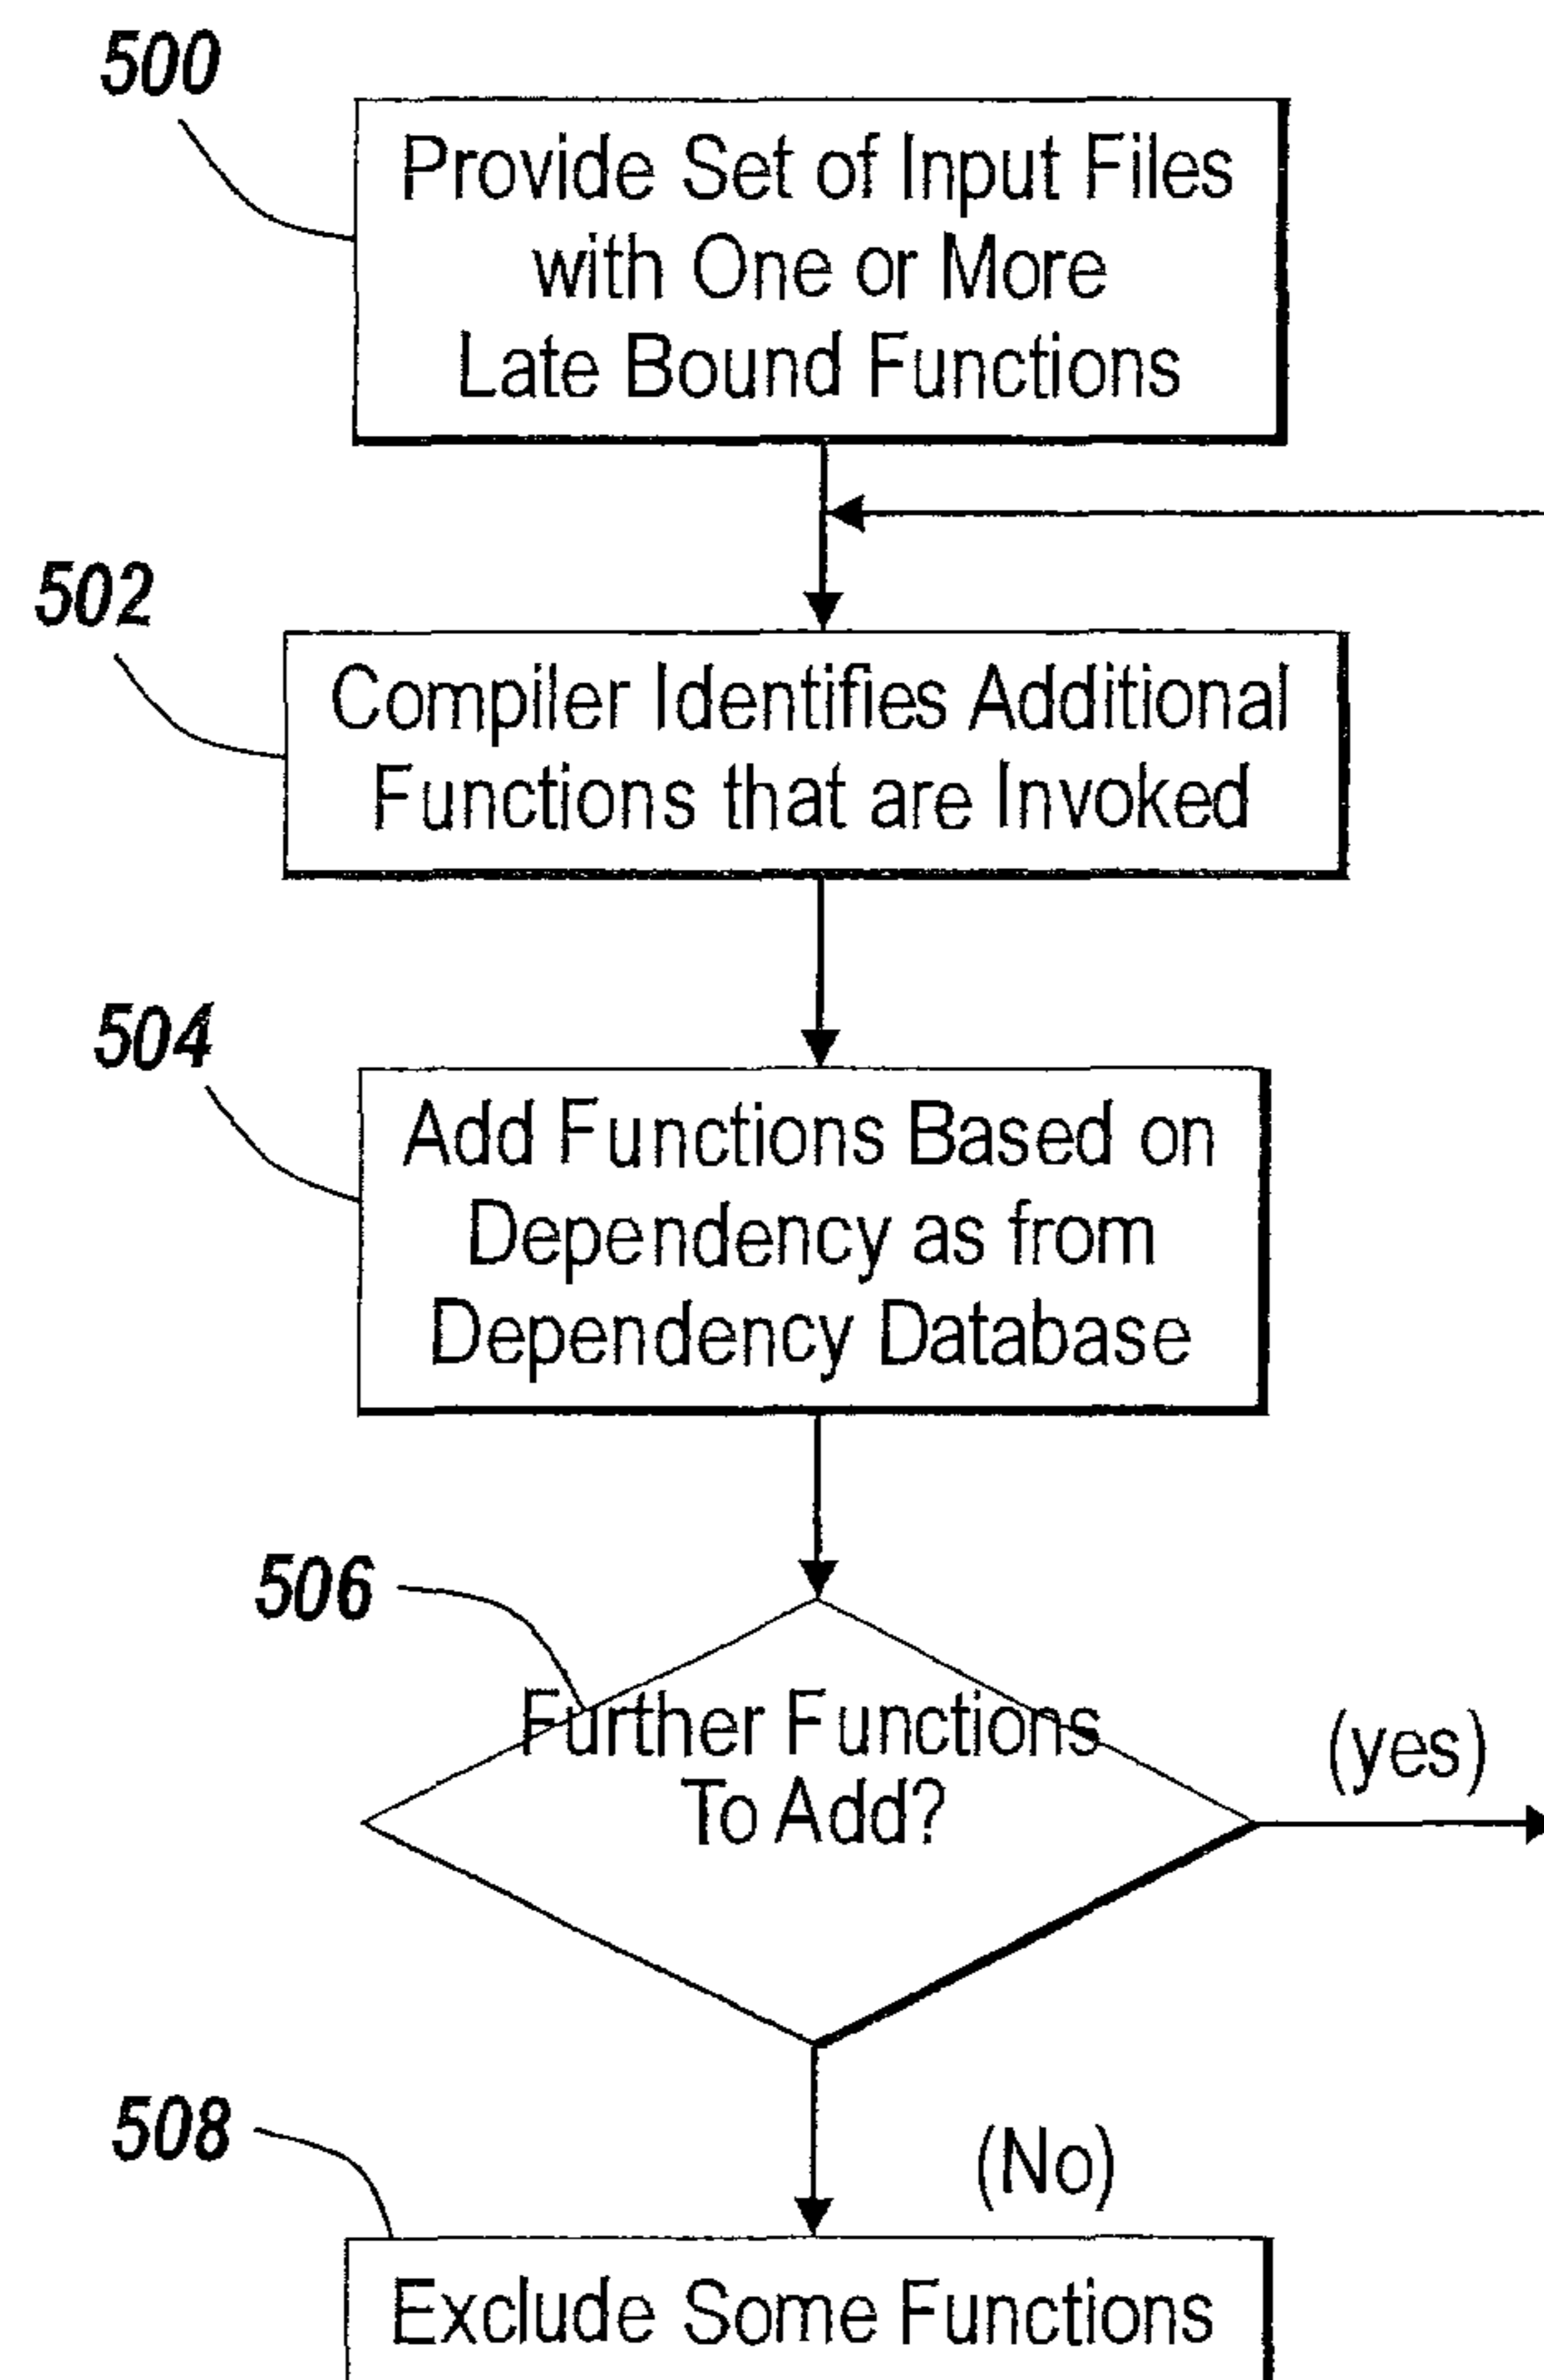 500
Provide Set of Input Files
with One or More
Late Bound Functions
502
Compiler Identifies Additional
Functions that are Invoked
504
Add Functions Based on
Dependency as from
Dependency Database
506
Further Functions
To Add?
(yes)
508
(No)
Exclude Some Functions